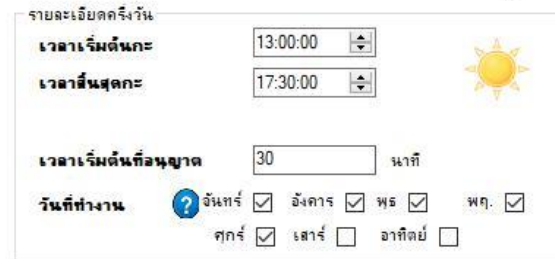 รายละเอียดครึ่งวัน
เวลาเริ่มต้นกะ 13:00:00
เวลาสิ้นสุดกะ 17:30:00
เวลาเริ่มต้นที่อนุญาต 30 นาที
วันที่ทำงาน ? จันทร์ อังคาร พุธ พฤ.
ศุกร์ เสาร์ อาทิตย์